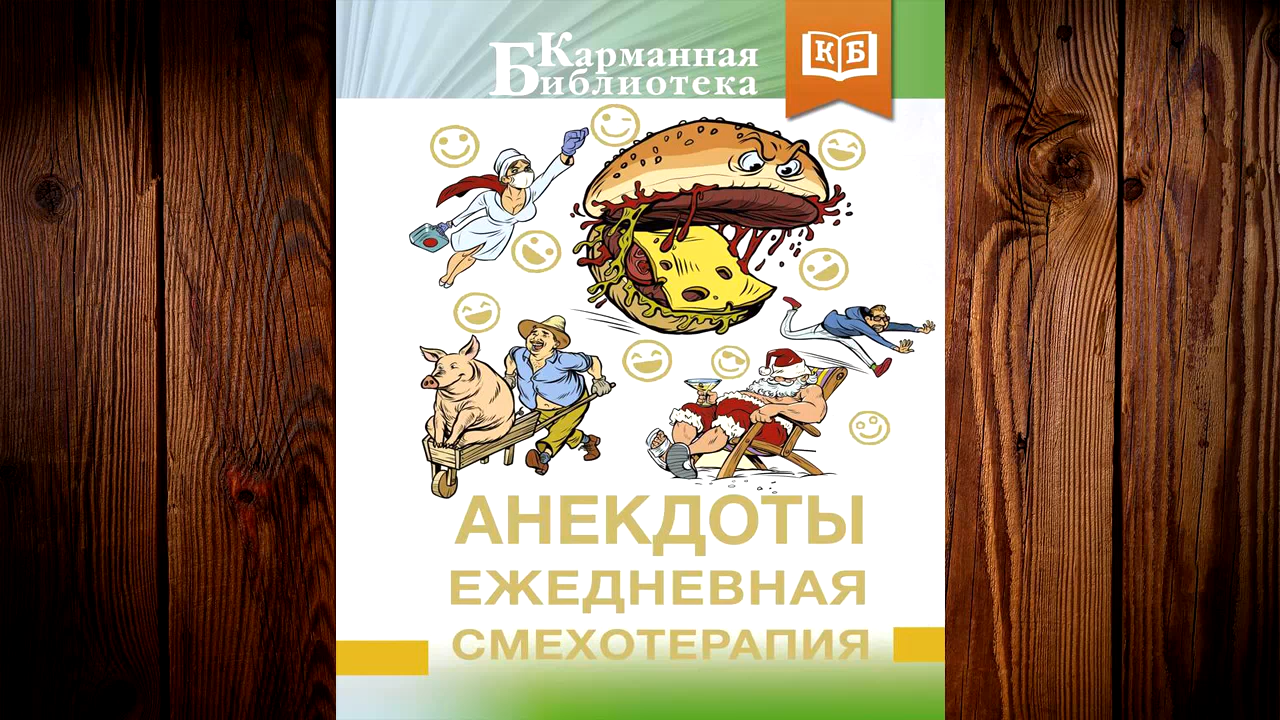 Карманная
Библиотека
КБ
АНЕКДОТЫ
ЕЖЕДНЕВНАЯ
СМЕХОТЕРАПИЯ